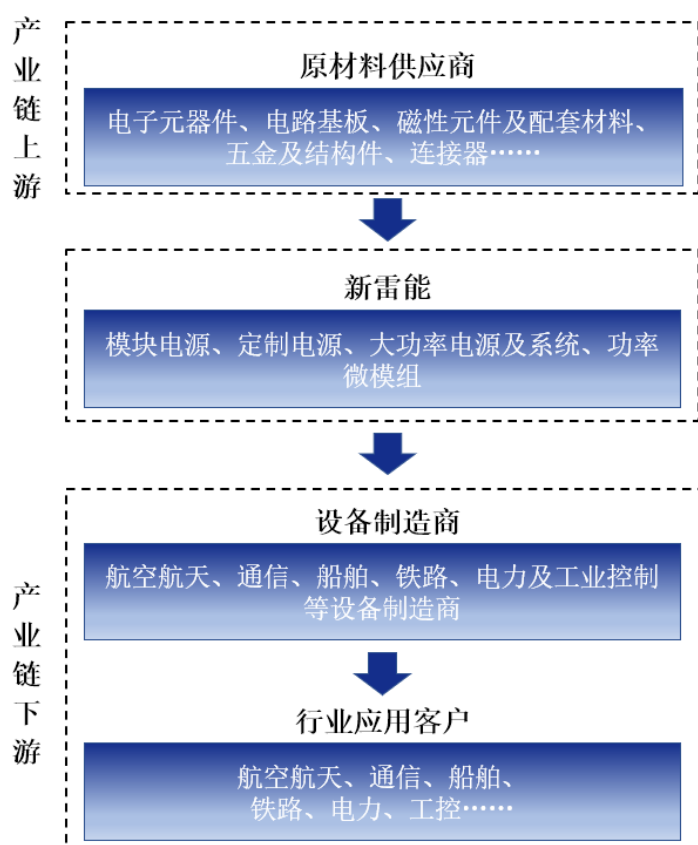 产业链上游
原材料供应商
电子元器件、电路基板、磁性元件及配套材料、
五金及结构件、连接器……
新雷能
模块电源、定制电源、大功率电源及系统、功率
微模组
产业链下游
设备制造商
航空航天、通信、船舶、铁路、电力及工业控制
等设备制造商
行业应用客户
航空航天、通信、船舶、
铁路、电力、工控……